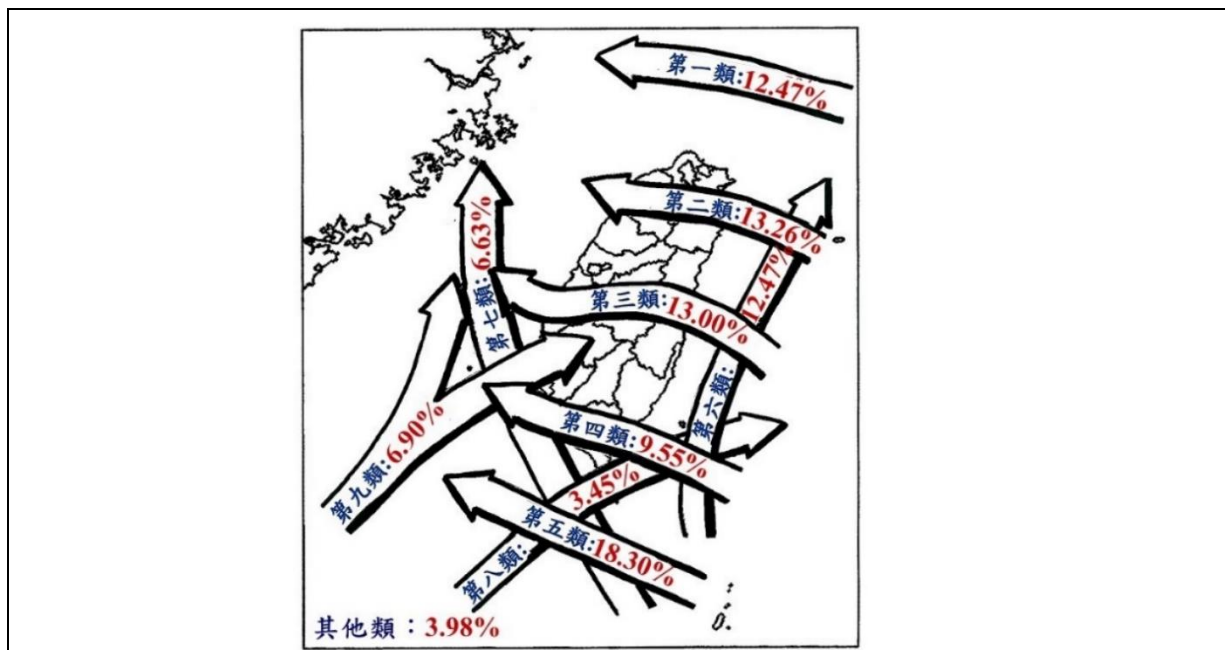 第一類:12.47%
第二類:13.26%
第三類:13.00%
第四類:9.55%
第五類:18.30%
第六類:12.47%
第七類:6.63%
第八類:3.45%
第九類:6.90%
其他類：3.98%